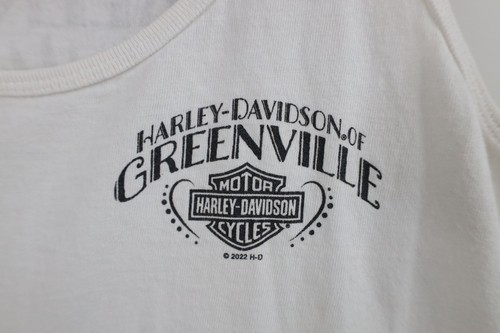 HARLEY-DAVIDSON OF
GREENVILLE
MOTOR
HARLEY-DAVIDSON
CYCLES
© 2022 H-D